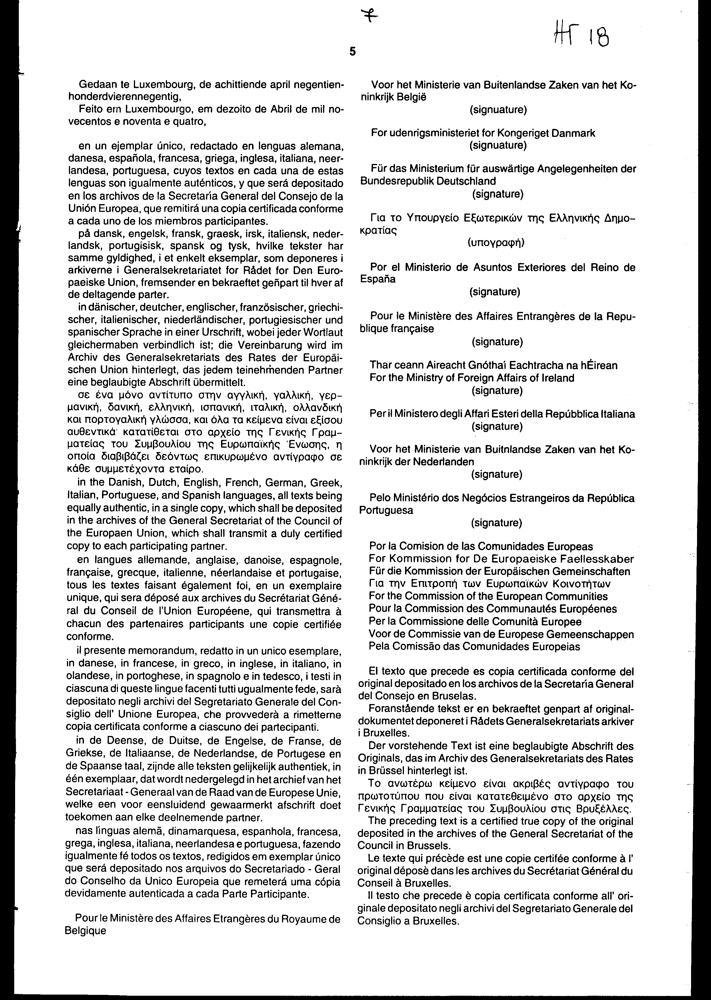 5
Gedaan te Luxembourg, de achittiende april negentien-
honderdvierennegentig,
Feito em Luxembourgo, em dezoito de Abril de mil no-
vecentos e noventa e quatro,
en un ejemplar único, redactado en lenguas alemana,
danesa, española, francesa, griega, inglesa, italiana, neer-
landesa, portuguesa, cuyos textos en cada una de estas
lenguas son igualmente auténticos, y que será depositado
en los archivos de la Secretaría General del Consejo de la
Unión Europea, que remitirá una copia certificada conforme
a cada uno de los miembros participantes.
på dansk, engelsk, fransk, graesk, irsk, italiensk, neder-
landsk, portugisisk, spansk og tysk, hvilke tekster har
samme gyldighed, i et enkelt eksemplar, som deponeres i
arkiverne i Generalsekretariatet for Rådet for Den Euro-
paeiske Union, fremsender en bekraeftet geñpart til hver af
de deltagende parter.
in dänischer, deutcher, englischer, französischer, griechi-
scher, italienischer, niederländischer, portugiesischer und
spanischer Sprache in einer Urschrift, wobei jeder Wortlaut
gleichermaben verbindlich ist; die Vereinbarung wird im
Archiv des Generalsekretariats des Rates der Europäi-
schen Union hinterlegt, das jedem teinehmenden Partner
eine beglaubigte Abschrift übermittelt.
σε ένα μόνο αντίτυπο στην αγγλική, γαλλική, γερ-
μανική, δανική, ελληνική, ισπανική, ιταλική, ολλανδική
και πορτογαλική γλώσσα, και όλα τα κείμενα είναι εξίσου
αυθεντικά· κατατίθεται στο αρχείο της Γενικής Γραμ-
ματείας του Συμβουλίου της Ευρωπαϊκής Ένωσης, η
οποία διαβιβάζει δεόντως επικυρωμένο αντίγραφο σε
κάθε συμμετέχοντα εταίρο.
in the Danish, Dutch, English, French, German, Greek,
Italian, Portuguese, and Spanish languages, all texts being
equally authentic, in a single copy, which shall be deposited
in the archives of the General Secretariat of the Council of
the Europaen Union, which shall transmit a duly certified
copy to each participating partner.
en langues allemande, anglaise, danoise, espagnole,
française, grecque, italienne, néerlandaise et portugaise,
tous les textes faisant également foi, en un exemplaire
unique, qui sera déposé aux archives du Secrétariat Géné-
ral du Conseil de l'Union Européene, qui transmettra à
chacun des partenaires participants une copie certifiée
conforme.
il presente memorandum, redatto in un unico esemplare,
in danese, in francese, in greco, in inglese, in italiano, in
olandese, in portoghese, in spagnolo e in tedesco, i testi in
ciascuna di queste lingue facenti tutti ugualmente fede, sarà
depositato negli archivi del Segretariato Generale del Con-
siglio dell' Unione Europea, che provvederà a rimetterne
copia certificata conforme a ciascuno dei partecipanti.
in de Deense, de Duitse, de Engelse, de Franse, de
Griekse, de Italiaanse, de Nederlandse, de Portugese en
de Spaanse taal, zijnde alle teksten gelijkelijk authentiek, in
één exemplaar, dat wordt nedergelegd in het archief van het
Secretariaat - Generaal van de Raad van de Europese Unie,
welke een voor eensluidend gewaarmerkt afschrift doet
toekomen aan elke deelnemende partner.
nas línguas alemã, dinamarquesa, espanhola, francesa,
grega, inglesa, italiana, neerlandesa e portuguesa, fazendo
igualmente fé todos os textos, redigidos em exemplar único
que será depositado nos arquivos do Secretariado - Geral
do Conselho da Unico Europeia que remeterá uma cópia
devidamente autenticada a cada Parte Participante.
Pour le Ministère des Affaires Etrangères du Royaume de
Belgique
Voor het Ministerie van Buitenlandse Zaken van het Ko-
ninkrijk België
(signuature)
For udenrigsministeriet for Kongeriget Danmark
(signuature)
Für das Ministerium für auswärtige Angelegenheiten der
Bundesrepublik Deutschland
(signature)
Για το Υπουργείο Εξωτερικών της Ελληνικής Δημο-
κρατίας
(υπογραφή)
Por el Ministerio de Asuntos Exteriores del Reino de
España
(signature)
Pour le Ministère des Affaires Entrangères de la Repu-
blique française
(signature)
Thar ceann Aireacht Gnóthaí Eachtracha na hÉirean
For the Ministry of Foreign Affairs of Ireland
(signature)
Per il Ministero degli Affari Esteri della Repúbblica Italiana
(signature)
Voor het Ministerie van Buitnlandse Zaken van het Ko-
ninkrijk der Nederlanden
(signature)
Pelo Ministério dos Negócios Estrangeiros da República
Portuguesa
(signature)
Por la Comision de las Comunidades Europeas
For Kommission for De Europaeiske Faellesskaber
Für die Kommission der Europäischen Gemeinschaften
Για την Επιτροπή των Ευρωπαϊκών Κοινοτήτων
For the Commission of the European Communities
Pour la Commission des Communautés Européenes
Per la Commissione delle Comunità Europee
Voor de Commissie van de Europese Gemeenschappen
Pela Comissão das Comunidades Europeias
El texto que precede es copia certificada conforme del
original depositado en los archivos de la Secretaría General
del Consejo en Bruselas.
Foranstående tekst er en bekraeftet genpart af original-
dokumentet deponeret i Rådets Generalsekretariats arkiver
i Bruxelles.
Der vorstehende Text ist eine beglaubigte Abschrift des
Originals, das im Archiv des Generalsekretariats des Rates
in Brüssel hinterlegt ist.
Το ανωτέρω κείμενο είναι ακριβές αντίγραφο του
πρωτοτύπου που είναι κατατεθειμένο στο αρχείο της
Γενικής Γραμματείας του Συμβουλίου στις Βρυξέλλες.
The preceding text is a certified true copy of the original
deposited in the archives of the General Secretariat of the
Council in Brussels.
Le texte qui précède est une copie certifée conforme à l'
original déposè dans les archives du Secrétariat Général du
Conseil à Bruxelles.
Il testo che precede è copia certificata conforme all' ori-
ginale depositato negli archivi del Segretariato Generale del
Consiglio a Bruxelles.